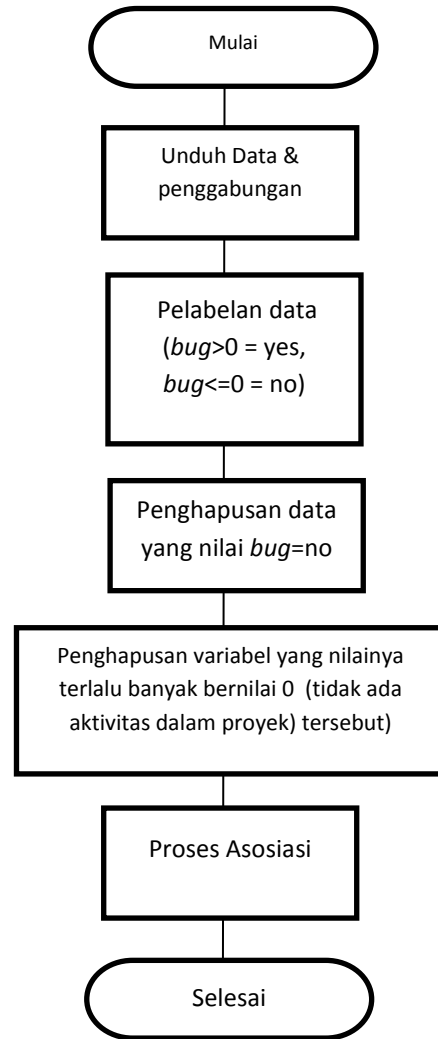 Mulai
Unduh Data &
penggabungan
Pelabelan data
(bug>0 = yes,
bug<=0 = no)
Penghapusan data
yang nilai bug=no
Penghapusan variabel yang nilainya
terlalu banyak bernilai 0 (tidak ada
aktivitas dalam proyek) tersebut)
Proses Asosiasi
Selesai